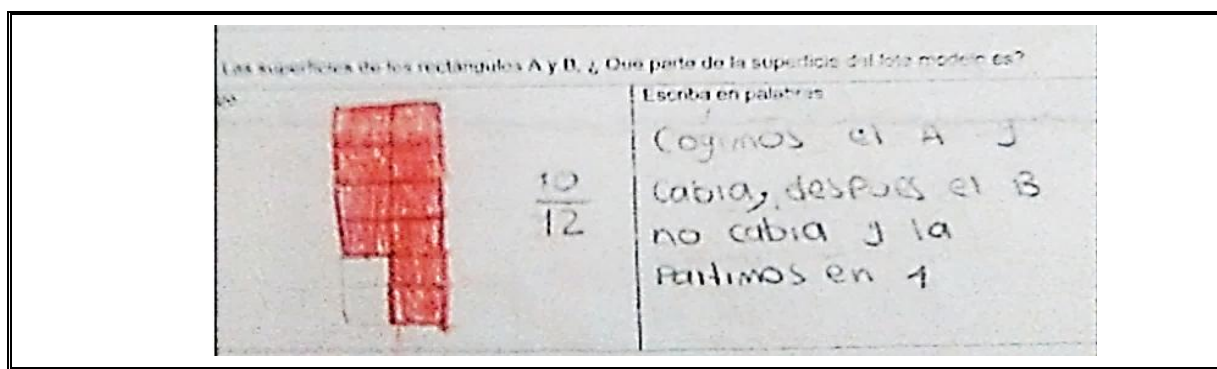 Las superficies de los rectángulos A y B, ¿ Que parte de la superficie del lote modelo es?
Escriba en palabras
10
12
Cogimos el A y
cabia, despues el B
no cabia y la
Partimos en 4